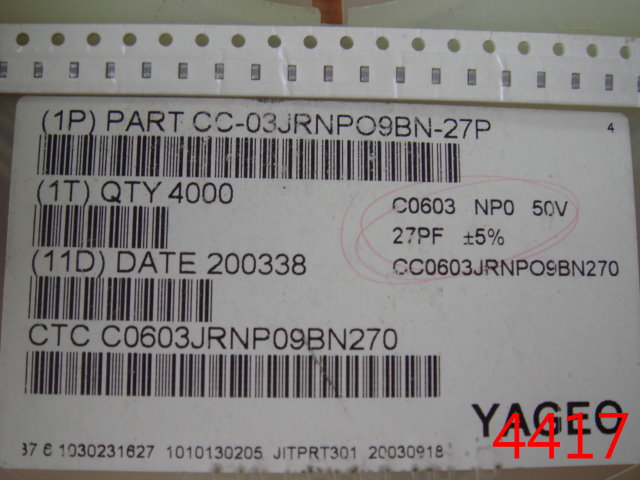 (1P) PART CC-03JRNPO9BN-27P
4
(1T) QTY 4000
C0603 NP0 50V
27PF ±5%
(11D) DATE 200338
CC0603JRNPO9BN270
CTC C0603JRNP09BN270
YAGEO
4417
37 6 1030231627 1010130205 JITPRT301 20030918